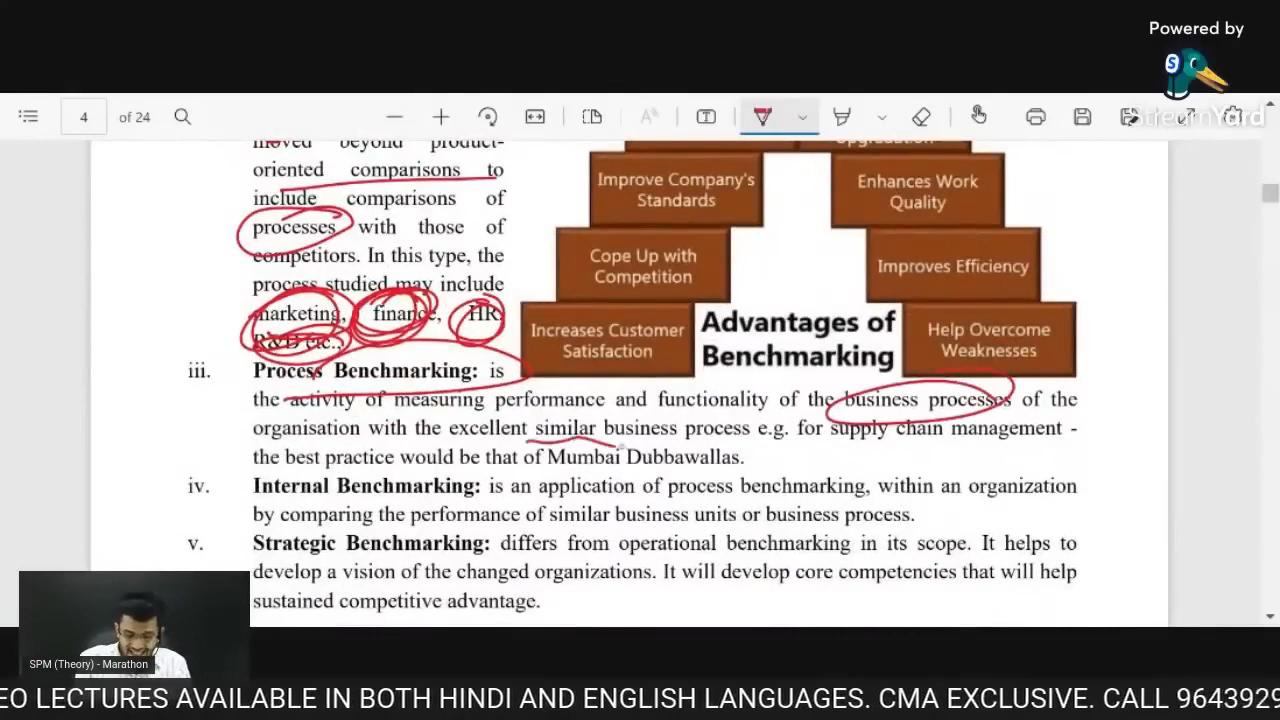 Powered by
StreamYard
4 of 24
moved beyond product-
oriented comparisons to
include comparisons of
processes with those of
competitors. In this type, the
process studied may include
marketing, finance, HR,
R&D etc.,
Upgradation
Improve Company's
Standards
Enhances Work
Quality
Cope Up with
Competition
Improves Efficiency
Increases Customer
Satisfaction
Advantages of
Benchmarking
Help Overcome
Weaknesses
iii. Process Benchmarking: is
the activity of measuring performance and functionality of the business processes of the
organisation with the excellent similar business process e.g. for supply chain management -
the best practice would be that of Mumbai Dubbawallas.
iv. Internal Benchmarking: is an application of process benchmarking, within an organization
by comparing the performance of similar business units or business process.
v. Strategic Benchmarking: differs from operational benchmarking in its scope. It helps to
develop a vision of the changed organizations. It will develop core competencies that will help
sustained competitive advantage.
SPM (Theory) - Marathon
EO LECTURES AVAILABLE IN BOTH HINDI AND ENGLISH LANGUAGES. CMA EXCLUSIVE. CALL 9643929